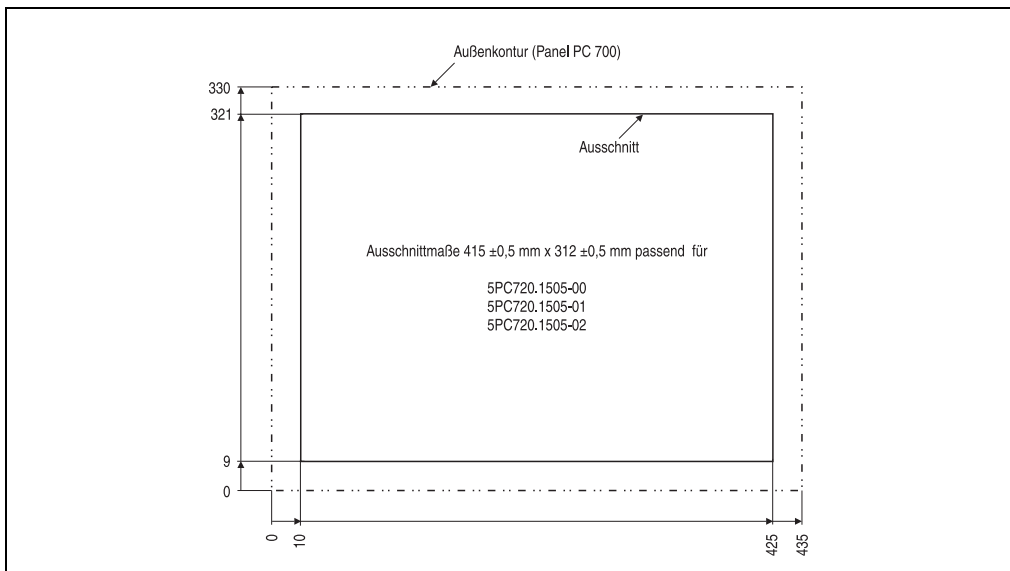 Außenkontur (Panel PC 700)
330
321
Ausschnitt
Ausschnittmaße 415 ±0,5 mm x 312 ±0,5 mm passend für
5PC720.1505-00
5PC720.1505-01
5PC720.1505-02
9
0
0
10
425
435